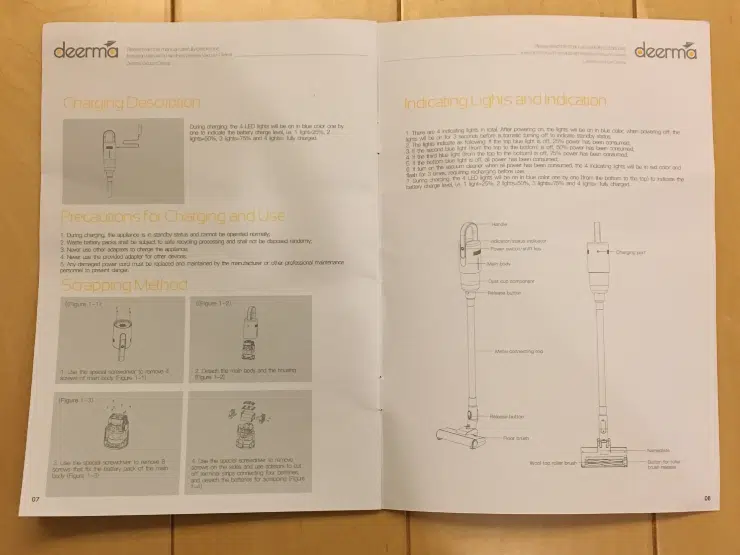 deerma
Charging Description
During charging, the 4 LED lights will be on in blue color one by
one to indicate the battery charge level, i.e. 1 light=25%, 2
lights=50%, 3 lights=75% and 4 lights= fully charged.
Precautions for Charging and Use
1. During charging, the appliance is in standby status and cannot be operated normally;
2. Waste battery packs shall be subject to safe recycling processing and shall not be disposed randomly;
3. Never use other adapters to charge the appliance;
4. Never use the provided adapter for other devices;
5. Any damaged power cord must be replaced and maintained by the manufacturer or other professional maintenance
personnel to prevent danger.
Scrapping Method
(Figure 1-1)
1. Use the special screwdriver to remove 4
screws of main body (Figure 1-1)
(Figure 1-2)
2. Detach the main body and the housing
(Figure 1-2)
(Figure 1-3)
3. Use the special screwdriver to remove 8
screws that fix the battery pack of the main
body (Figure 1-3)
4. Use the special screwdriver to remove
screws on the sides and use scissors to cut
off terminal strips connecting four batteries,
and detach the batteries for scrapping (Figure
1-4)
07
deerma
Indicating Lights and Indication
1. There are 4 indicating lights in total. After powering on, the lights will be on in blue color; when powering off, the
lights will be on for 3 seconds before automatic turning off to indicate standby status.
2. The lights indicate as following: If the top blue light is off, 25% power has been consumed.
3. If the second blue light (from the top to the bottom) is off, 50% power has been consumed.
4. If the third blue light (from the top to the bottom) is off, 75% power has been consumed.
5. If the bottom blue light is off, all power has been consumed.
6. If turn on the vacuum cleaner when all power has been consumed, the 4 indicating lights will be in red color and
flash for 3 times, requiring recharging before use.
7. During charging, the 4 LED lights will be on in blue color one by one (from the bottom to the top) to indicate the
battery charge level, i.e. 1 light=25%, 2 lights=50%, 3 lights=75% and 4 lights= fully charged.
Handle
Indicator/status indicator
Power switch/shift key
Main body
Dust cup component
Release button
Metal connecting rod
Release button
Floor brush
Charging port
Nameplate
Wool top roller brush
Button for roller
brush release
08